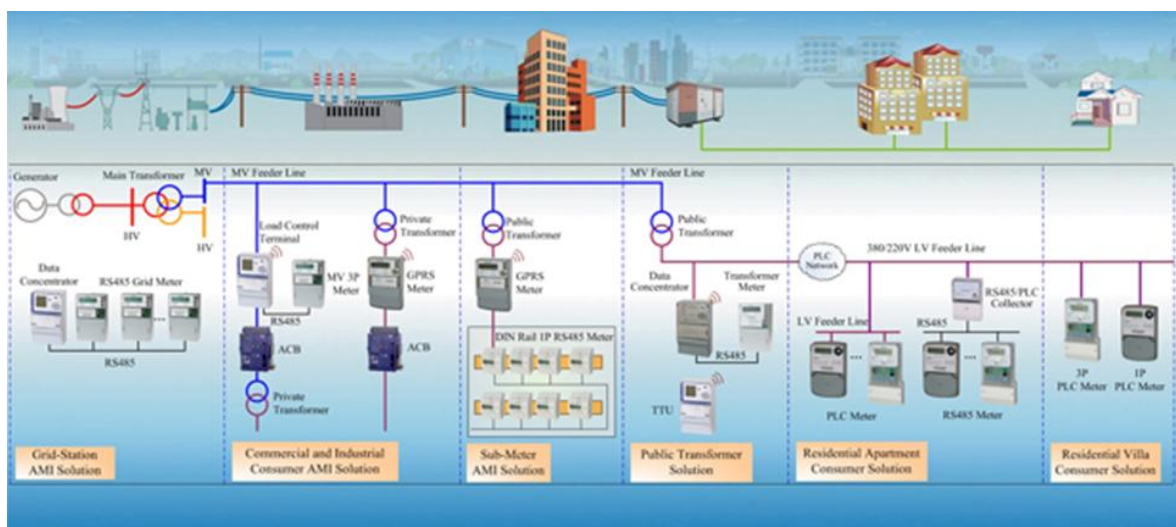 Generator
Main Transformer
MV
HV
HV
Data
Concentrator
RS485 Grid Meter
RS485
Grid-Station
AMI Solution
MV Feeder Line
Load Control
Terminal
MV 3P
Meter
RS485
ACB
Private
Transformer
Private
Transformer
GPRS
Meter
ACB
Commercial and Industrial
Consumer AMI Solution
Public
Transformer
GPRS
Meter
DIN Rail 1P RS485 Meter
Sub-Meter
AMI Solution
MV Feeder Line
Public
Transformer
Data
Concentrator
Transformer
Meter
RS485
TTU
Public Transformer
Solution
PLC
Network
380/220V LV Feeder Line
LV Feeder Line
PLC Meter
RS485/PLC
Collector
RS485
RS485 Meter
Residential Apartment
Consumer Solution
3P
PLC Meter
1P
PLC Meter
Residential Villa
Consumer Solution